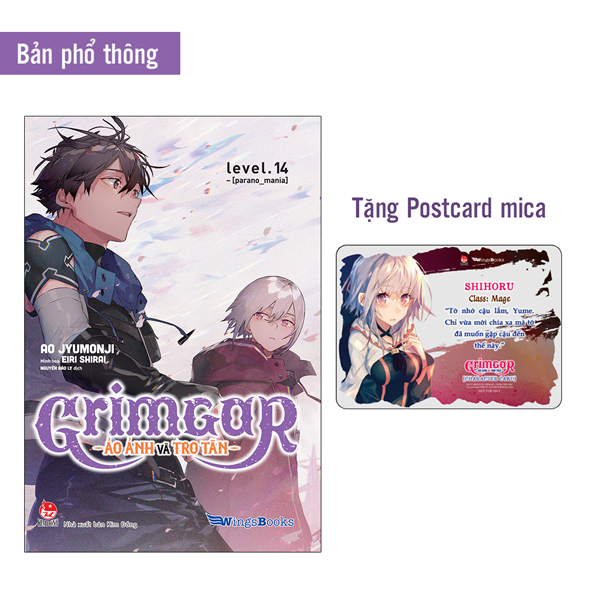 Bản phổ thông
level.14
– [parano_mania]
Tặng Postcard mica
WingsBooks
SHIHORU
Class: Mage
"Tớ nhớ cậu lắm, Yume.
Chỉ vừa mới chia xa mà tớ
đã muốn gặp cậu đến
thế này."
GRIMGAR
[CHARACTER CARD]
AO JYUMONJI
Minh họa: EIRI SHIRAI
NGUYỄN BẢO LY dịch
GRIMGAR
– ẢO ẢNH VÀ TRO TÀN –
Nhà xuất bản Kim Đồng
WingsBooks